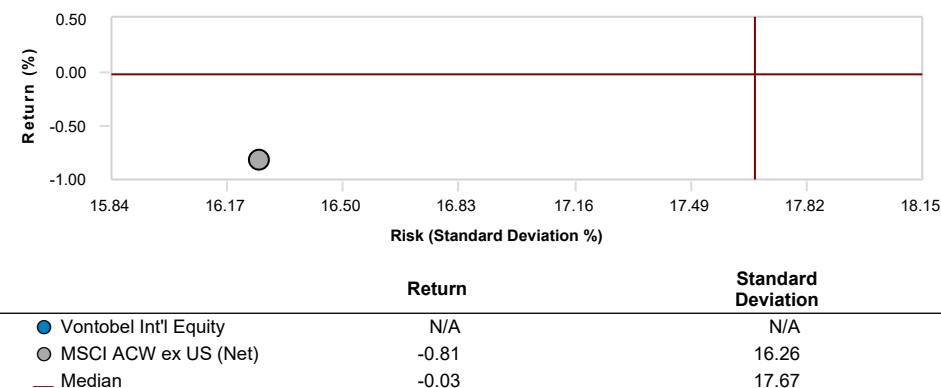 0.50
0.00
-0.50
-1.00
Return (%)
15.84 16.17 16.50 16.83 17.16 17.49 17.82 18.15
Risk (Standard Deviation %)
Return Standard Deviation
Vontobel Int'l Equity N/A N/A
MSCI ACW ex US (Net) -0.81 16.26
Median -0.03 17.67